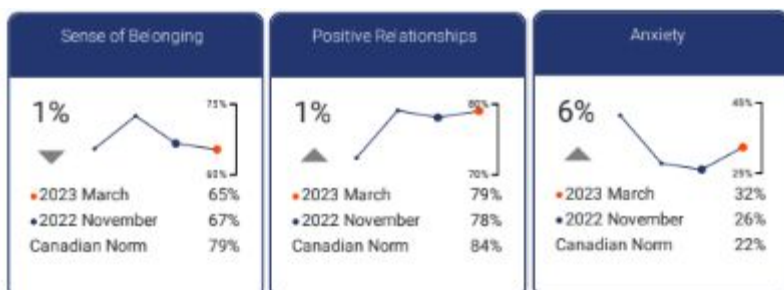 Sense of Belonging
1%
75%
60%
•2023 March 65%
•2022 November 67%
Canadian Norm 79%
Positive Relationships
1%
80%
70%
•2023 March 79%
•2022 November 78%
Canadian Norm 84%
Anxiety
6%
45%
25%
•2023 March 32%
•2022 November 26%
Canadian Norm 22%